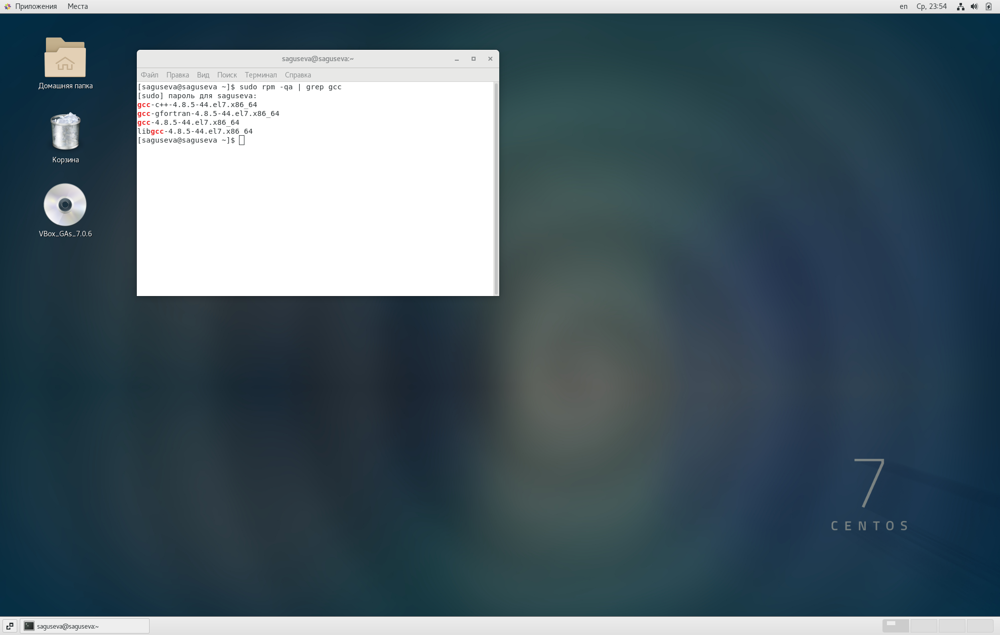 Приложения Места en Ср, 23:54
Домашняя папка
Корзина
VBox_GAs_7.0.6
saguseva@saguseva:~
Файл Правка Вид Поиск Терминал Справка
[saguseva@saguseva ~]$ sudo rpm -qa | grep gcc
[sudo] пароль для saguseva:
gcc-c++-4.8.5-44.el7.x86_64
gcc-gfortran-4.8.5-44.el7.x86_64
gcc-4.8.5-44.el7.x86_64
libgcc-4.8.5-44.el7.x86_64
[saguseva@saguseva ~]$
7
CENTOS
saguseva@saguseva:~